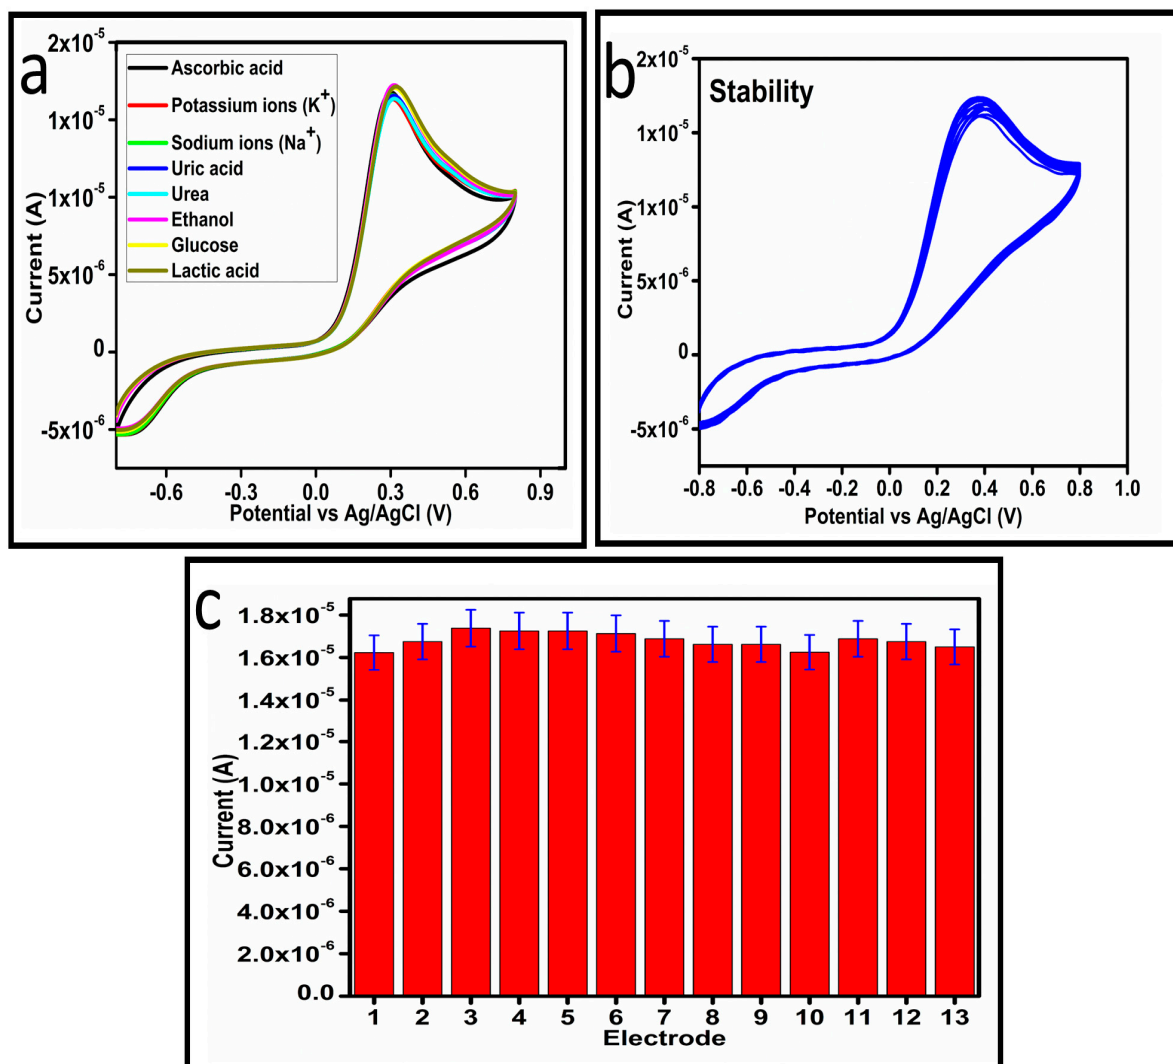 a
2x10⁻⁵
1x10⁻⁵
1x10⁻⁵
5x10⁻⁶
0
-5x10⁻⁶
Current (A)
Ascorbic acid
Potassium ions (K⁺)
Sodium ions (Na⁺)
Uric acid
Urea
Ethanol
Glucose
Lactic acid
-0.6 -0.3 0.0 0.3 0.6 0.9
Potential vs Ag/AgCl (V)
b
Stability
2x10⁻⁵
1x10⁻⁵
1x10⁻⁵
5x10⁻⁶
0
-5x10⁻⁶
Current (A)
-0.8 -0.6 -0.4 -0.2 0.0 0.2 0.4 0.6 0.8 1.0
Potential vs Ag/AgCl (V)
c
1.8x10⁻⁵
1.6x10⁻⁵
1.4x10⁻⁵
1.2x10⁻⁵
1.0x10⁻⁵
8.0x10⁻⁶
6.0x10⁻⁶
4.0x10⁻⁶
2.0x10⁻⁶
0.0
Current (A)
1 2 3 4 5 6 7 8 9 10 11 12 13
Electrode